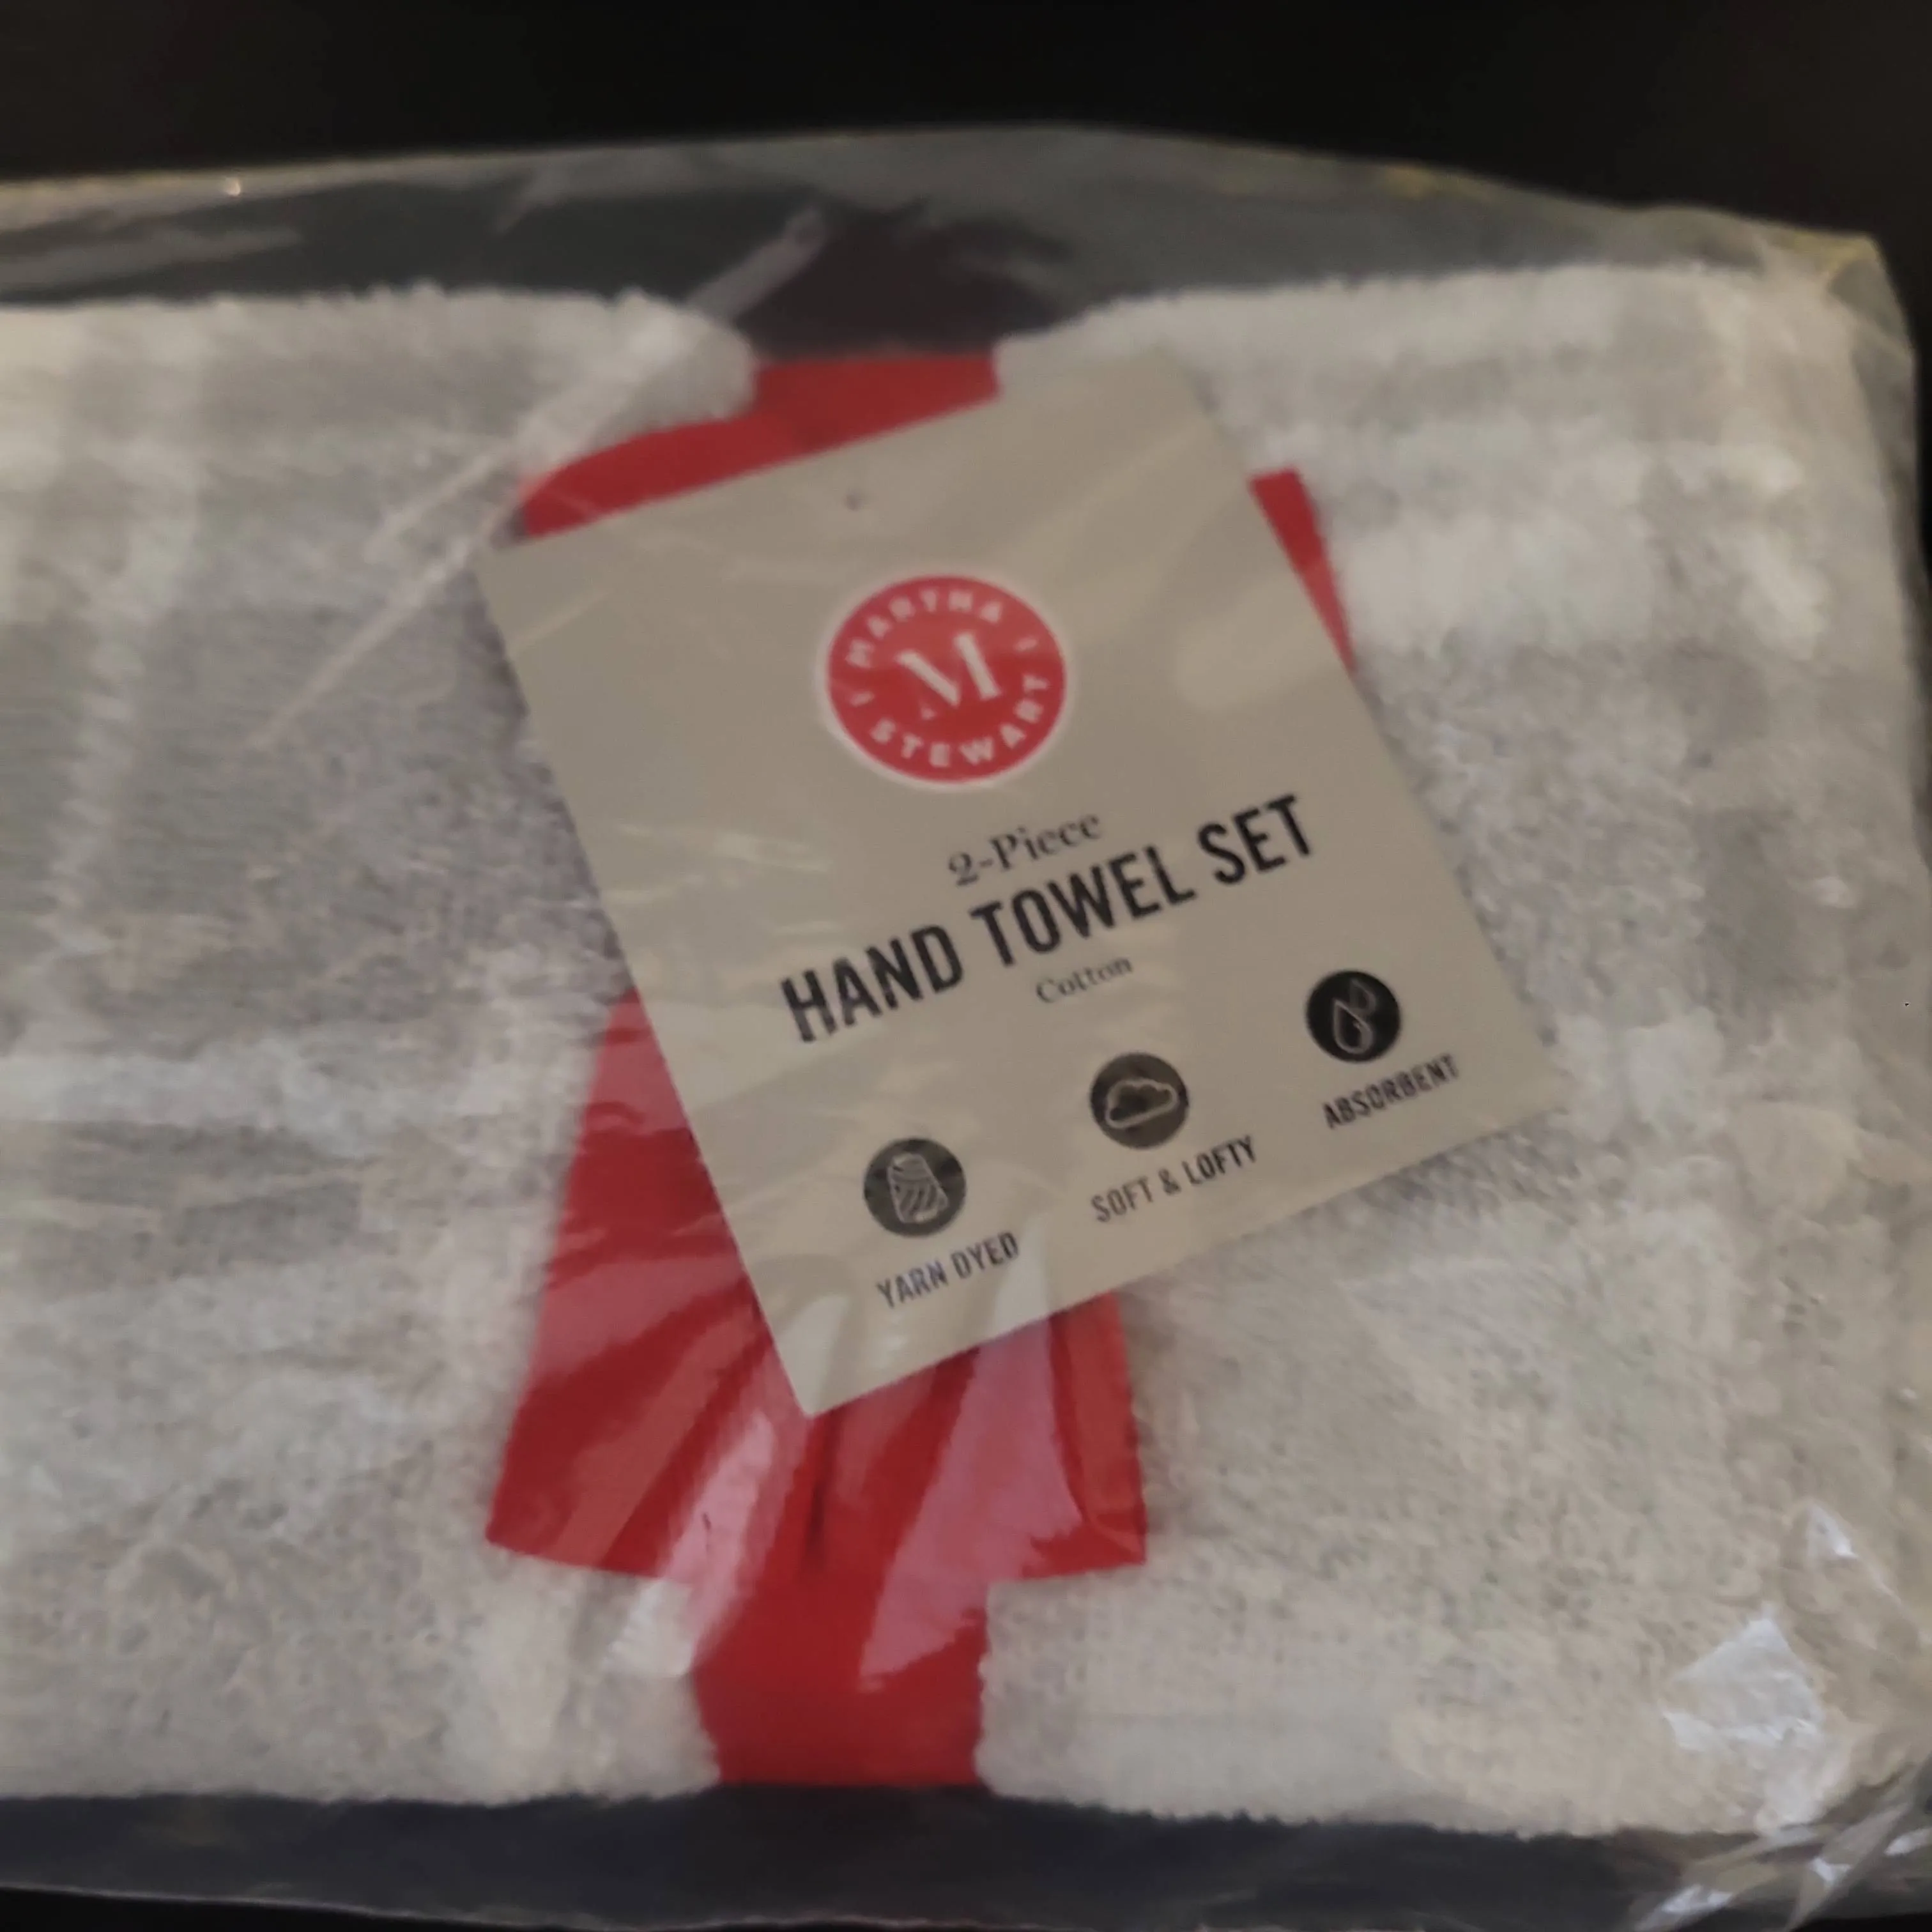 MARTHA
M
STEWART
2-Piece
HAND TOWEL SET
Cotton
YARN DYED
SOFT & LOFTY
ABSORBENT